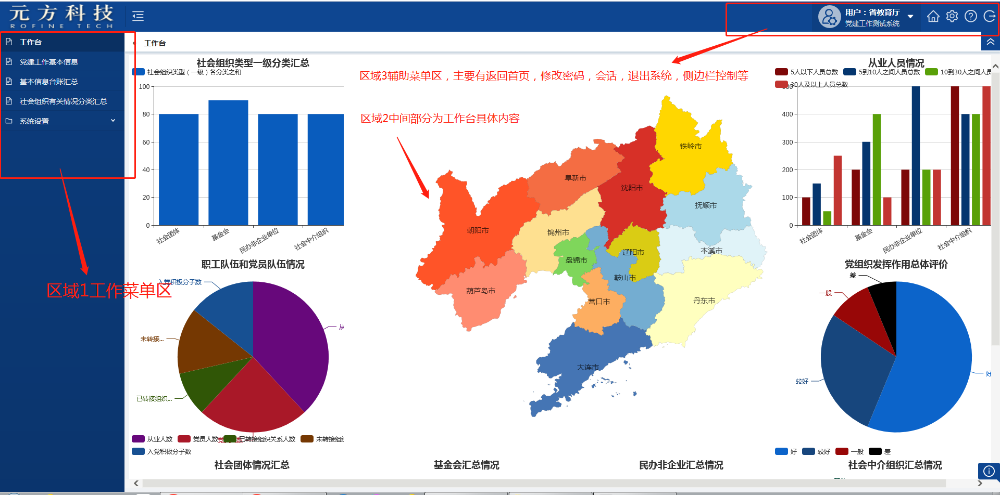 元方科技
ROFINE TECH
用户：省教育厅
党建工作测试系统
工作台
党建工作基本信息
基本信息台账汇总
社会组织有关情况分类汇总
系统设置
工作台
社会组织类型一级分类汇总
社会组织类型（一级）各分类之和
100
80
60
40
20
0
社会团体
基金会
民办非企业单位
社会中介组织
区域3辅助菜单区，主要有返回首页，修改密码，会话，退出系统，侧边栏控制等
区域2中间部分为工作台具体内容
区域1工作菜单区
铁岭市
阜新市
沈阳市
抚顺市
朝阳市
锦州市
本溪市
辽阳市
盘锦市
鞍山市
葫芦岛市
营口市
丹东市
大连市
从业人员情况
5人以下人员总数
5到10人之间人员总数
10到30人之间人员
30人及以上人员总数
500
400
300
200
100
0
社会团体
基金会
民办非企业单位
社会中介组织
职工队伍和党员队伍情况
入党积极分子数
从
未转接...
已转接组织...
从业人数
党员人数
已转接组织关系人数
未转接组织
入党积极分子数
党组织发挥作用总体评价
差
一般
较好
好
好
较好
一般
差
社会团体情况汇总
基金会汇总情况
民办非企业汇总情况
社会中介组织汇总情况